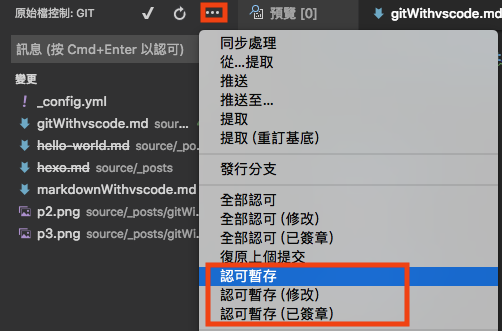 原始檔控制: GIT
預覽 [0]
gitWithvscode.md
訊息 (按 Cmd+Enter 以認可)
變更
! _config.yml
gitWithvscode.md sour...
hello-world.md source/_po...
hexo.md source/_posts
markdownWithvscode.md
p2.png source/_posts/gitWi...
p3.png source/_posts/gitWi...
同步處理
從...提取
推送
推送至...
提取
提取 (重訂基底)
發行分支
全部認可
全部認可 (修改)
全部認可 (已簽章)
復原上個提交
認可暫存
認可暫存 (修改)
認可暫存 (已簽章)